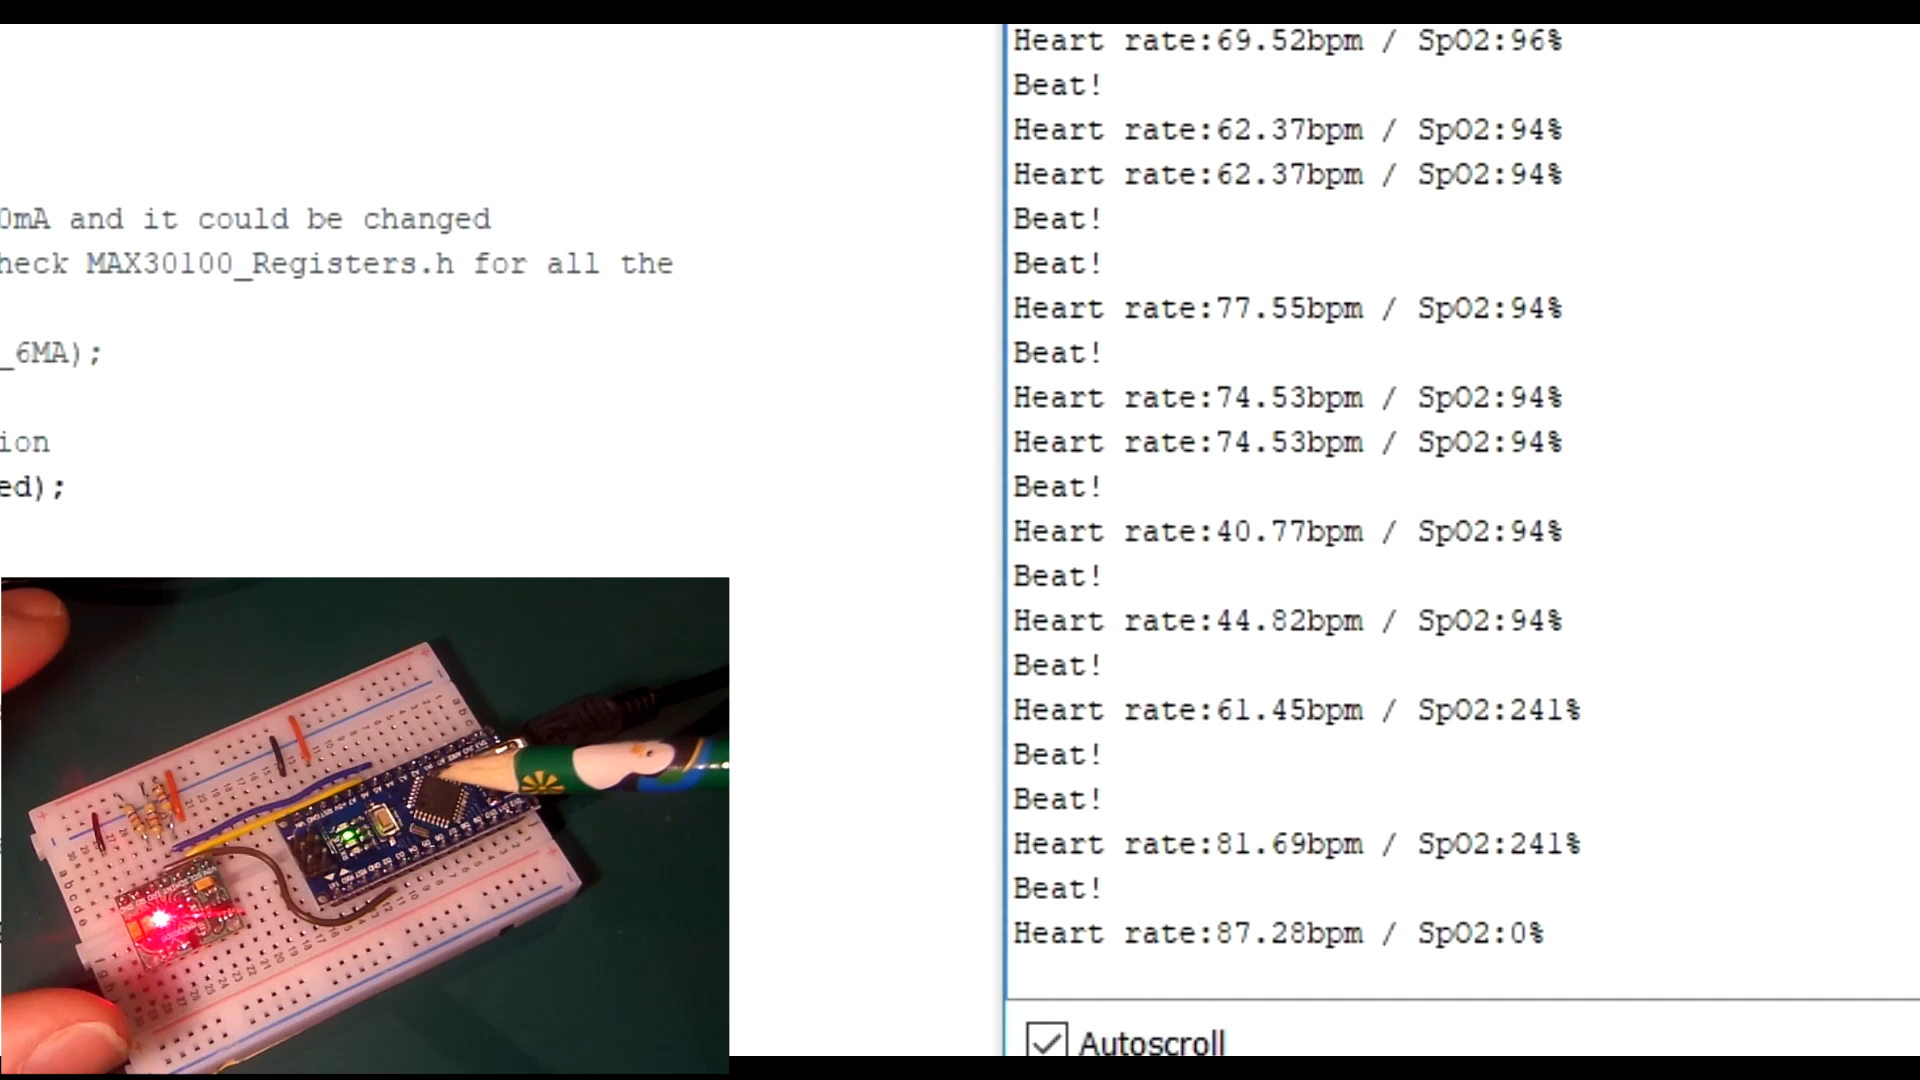 0mA and it could be changed
heck MAX30100_Registers.h for all the
_6MA);
ion
ed);
Heart rate:69.52bpm / SpO2:96%
Beat!
Heart rate:62.37bpm / SpO2:94%
Heart rate:62.37bpm / SpO2:94%
Beat!
Beat!
Heart rate:77.55bpm / SpO2:94%
Beat!
Heart rate:74.53bpm / SpO2:94%
Heart rate:74.53bpm / SpO2:94%
Beat!
Heart rate:40.77bpm / SpO2:94%
Beat!
Heart rate:44.82bpm / SpO2:94%
Beat!
Heart rate:61.45bpm / SpO2:241%
Beat!
Beat!
Heart rate:81.69bpm / SpO2:241%
Beat!
Heart rate:87.28bpm / SpO2:0%
Autoscroll